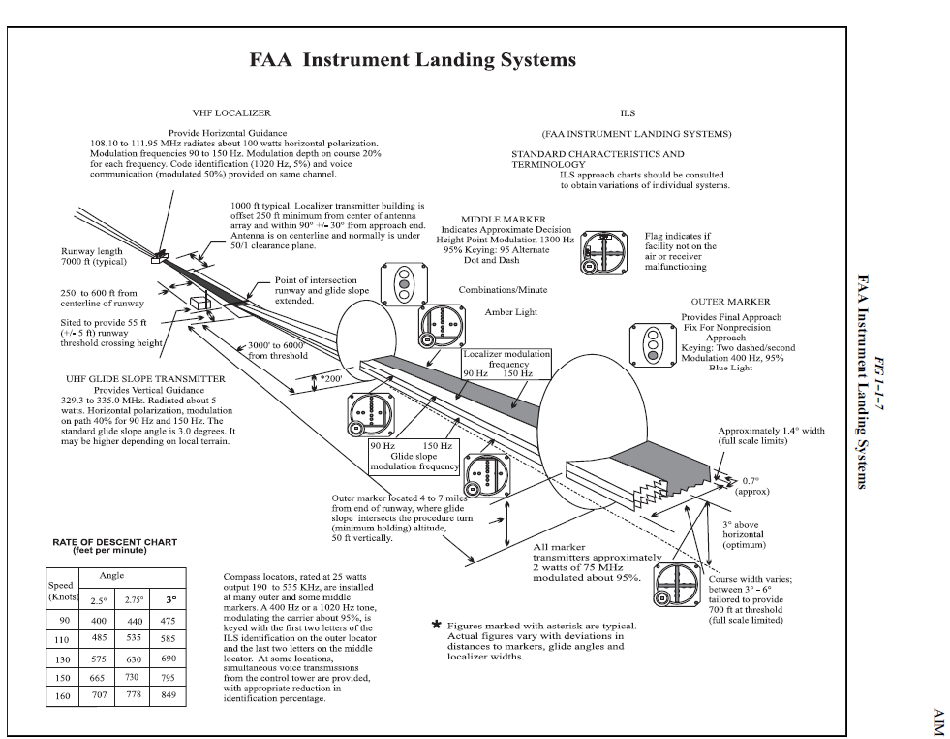 FAA Instrument Landing Systems
VHF LOCALIZER
Provide Horizontal Guidance
108.10 to 111.95 MHz radiates about 100 watts horizontal polarization.
Modulation frequencies 90 to 150 Hz. Modulation depth on course 20%
for each frequency. Code identification (1020 Hz, 5%) and voice
communication (modulated 50%) provided on same channel.
ILS
(FAA INSTRUMENT LANDING SYSTEMS)
STANDARD CHARACTERISTICS AND
TERMINOLOGY
ILS approach charts should be consulted
to obtain variations of individual systems.
1000 ft typical. Localizer transmitter building is
offset 250 ft minimum from center of antenna
array and within 90° +/- 30° from approach end.
Antenna is on centerline and normally is under
50/1 clearance plane.
MIDDLE MARKER
Indicates Approximate Decision
Height Point Modulation 1300 Hz
95% Keying: 95 Alternate
Dot and Dash
Combinations/Minute
Amber Light
Flag indicates if
facility not on the
air or receiver
malfunctioning
Runway length
7000 ft (typical)
Point of intersection
runway and glide slope
extended.
250 to 600 ft from
centerline of runway
Sited to provide 55 ft
(+/- 5 ft) runway
threshold crossing height
3000' to 6000'
from threshold
OUTER MARKER
Provides Final Approach
Fix For Nonprecision
Approach
Keying: Two dashed/second
Modulation 400 Hz, 95%
Blue Light
Localizer modulation
frequency
90 Hz 150 Hz
*200'
UHF GLIDE SLOPE TRANSMITTER
Provides Vertical Guidance
329.3 to 335.0 MHz. Radiated about 5
watts. Horizontal polarization, modulation
on path 40% for 90 Hz and 150 Hz. The
standard glide slope angle is 3.0 degrees. It
may be higher depending on local terrain.
90 Hz 150 Hz
Glide slope
modulation frequency
Approximately 1.4° width
(full scale limits)
0.7°
(approx)
Outer marker located 4 to 7 miles
from end of runway, where glide
slope intersects the procedure turn
(minimum holding) altitude,
50 ft vertically.
3° above
horizontal
(optimum)
All marker
transmitters approximately
2 watts of 75 MHz
modulated about 95%.
Course width varies;
between 3° - 6°
tailored to provide
700 ft at threshold
(full scale limited)
RATE OF DESCENT CHART
(feet per minute)
Speed
(Knots)
Angle
2.5° 2.75° 3°
90 400 440 475
110 485 535 585
130 575 630 690
150 665 730 795
160 707 778 849
Compass locators, rated at 25 watts
output 190 to 535 KHz, are installed
at many outer and some middle
markers. A 400 Hz or a 1020 Hz tone,
modulating the carrier about 95%, is
keyed with the first two letters of the
ILS identification on the outer locator
and the last two letters on the middle
locator. At some locations,
simultaneous voice transmissions
from the control tower are provided,
with appropriate reduction in
identification percentage.
* Figures marked with asterisk are typical.
Actual figures vary with deviations in
distances to markers, glide angles and
localizer widths.
FIG 1-1-7
FAA Instrument Landing Systems
AIM